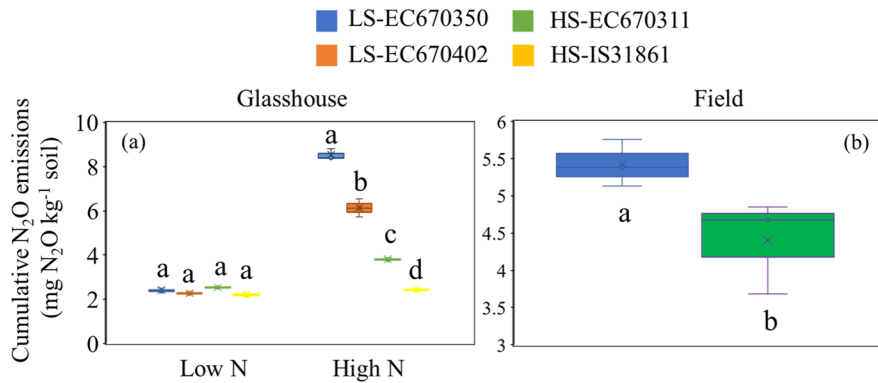 LS-EC670350 HS-EC670311
LS-EC670402 HS-IS31861
Glasshouse Field
Cumulative N₂O emissions
(mg N₂O kg⁻¹ soil)
(a)
10
8
6
4
2
0
a
b
c
d
a a a a
Low N High N
(b)
6
5.5
5
4.5
4
3.5
3
a
b